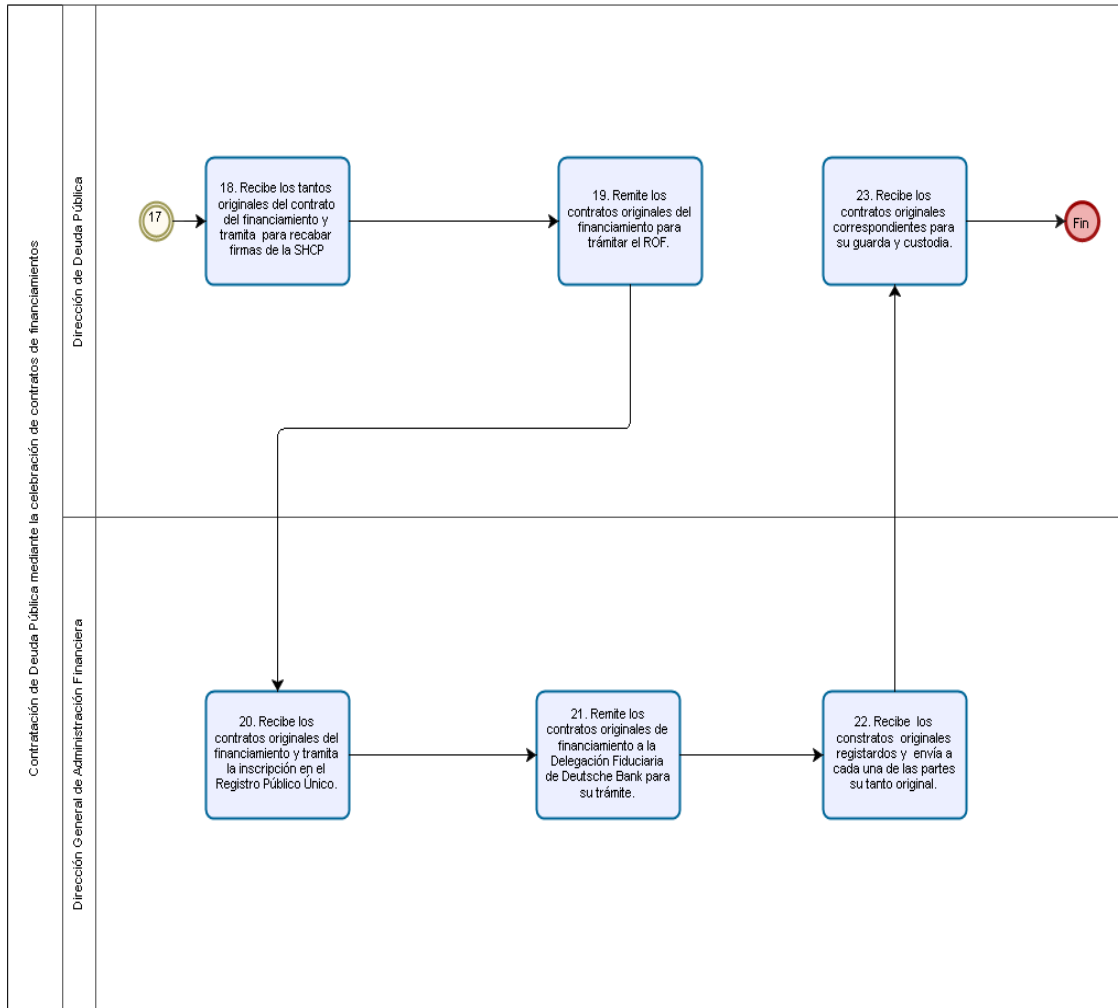 Contratación de Deuda Pública mediante la celebración de contratos de financiamientos
Dirección de Deuda Pública
17
18. Recibe los tantos
originales del contrato
del financiamiento y
tramita para recabar
firmas de la SHCP
19. Remite los
contratos originales del
financiamiento para
trámitar el ROF.
23. Recibe los
contratos originales
correspondientes para
su guarda y custodia.
Fin
Dirección General de Administración Financiera
20. Recibe los
contratos originales del
financiamiento y tramita
la inscripción en el
Registro Público Único.
21. Remite los
contratos originales de
financiamiento a la
Delegación Fiduciaria
de Deutsche Bank para
su trámite.
22. Recibe los
constratos originales
registardos y envía a
cada una de las partes
su tanto original.